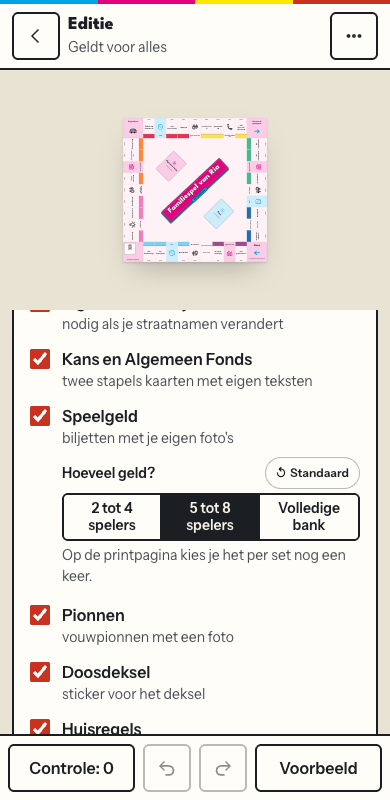 Editie
Geldt voor alles
Familiespel van Ria
nodig als je straatnamen verandert
Kans en Algemeen Fonds
twee stapels kaarten met eigen teksten
Speelgeld
biljetten met je eigen foto's
Hoeveel geld?
Standaard
2 tot 4
spelers
5 tot 8
spelers
Volledige
bank
Op de printpagina kies je het per set nog een
keer.
Pionnen
vouwpionnen met een foto
Doosdeksel
sticker voor het deksel
Huisregels
Controle: 0
Voorbeeld